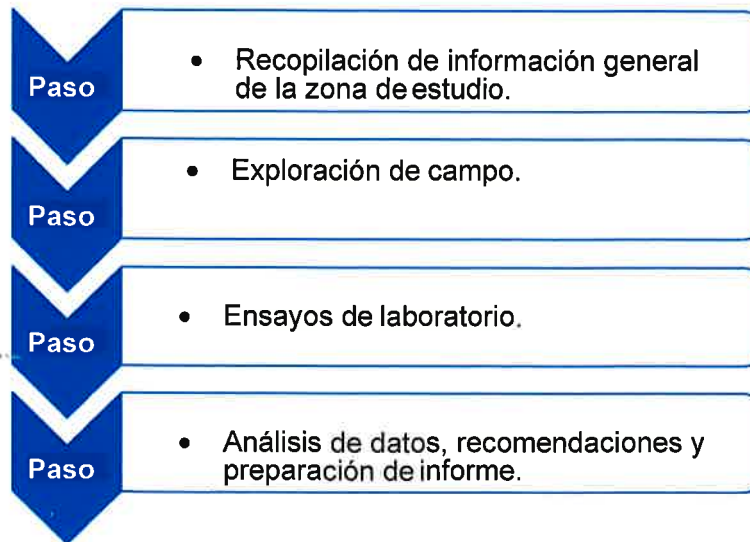 Paso
• Recopilación de información general
de la zona de estudio.
Paso
• Exploración de campo.
Paso
• Ensayos de laboratorio.
Paso
• Análisis de datos, recomendaciones y
preparación de informe.